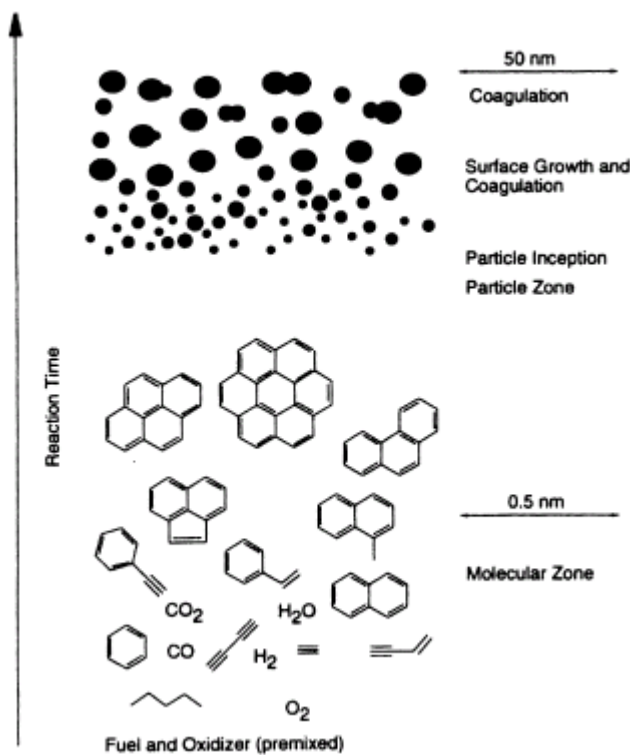 50 nm
Coagulation
Surface Growth and
Coagulation
Particle Inception
Particle Zone
Reaction Time
0.5 nm
Molecular Zone
CO2
H2O
CO
H2
O2
Fuel and Oxidizer (premixed)